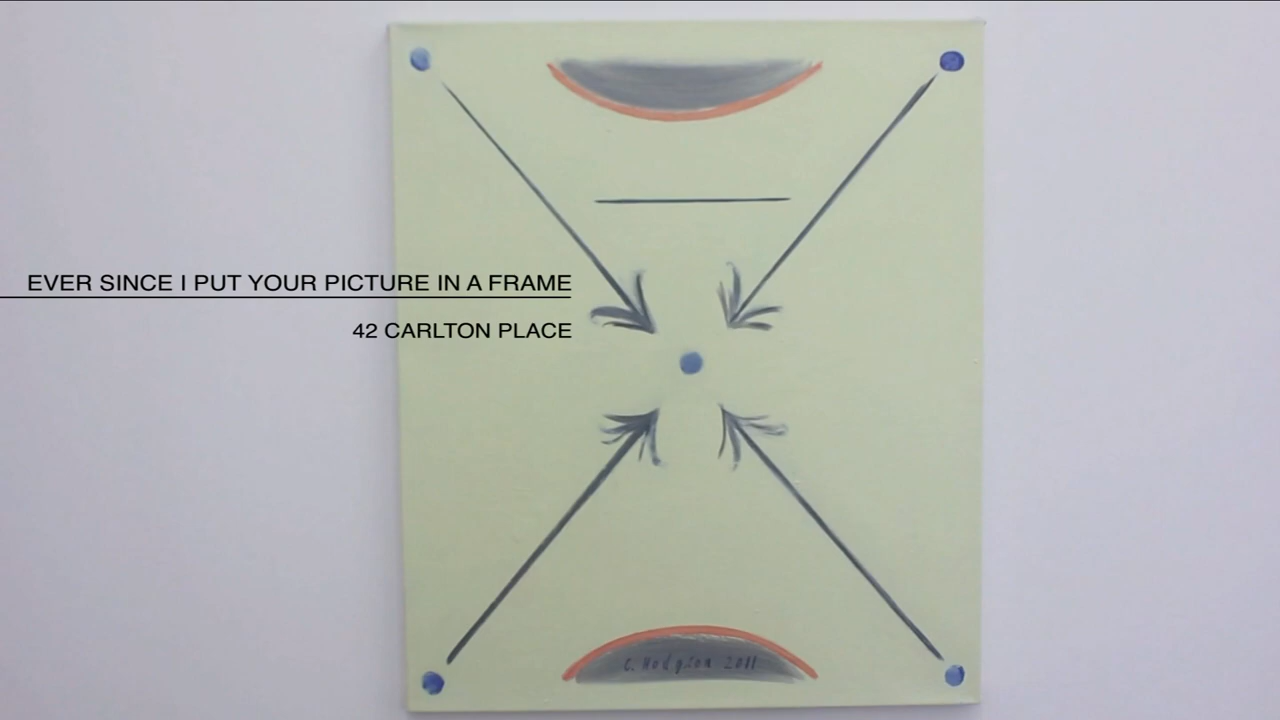 EVER SINCE I PUT YOUR PICTURE IN A FRAME
42 CARLTON PLACE
C. Hodgson 2011